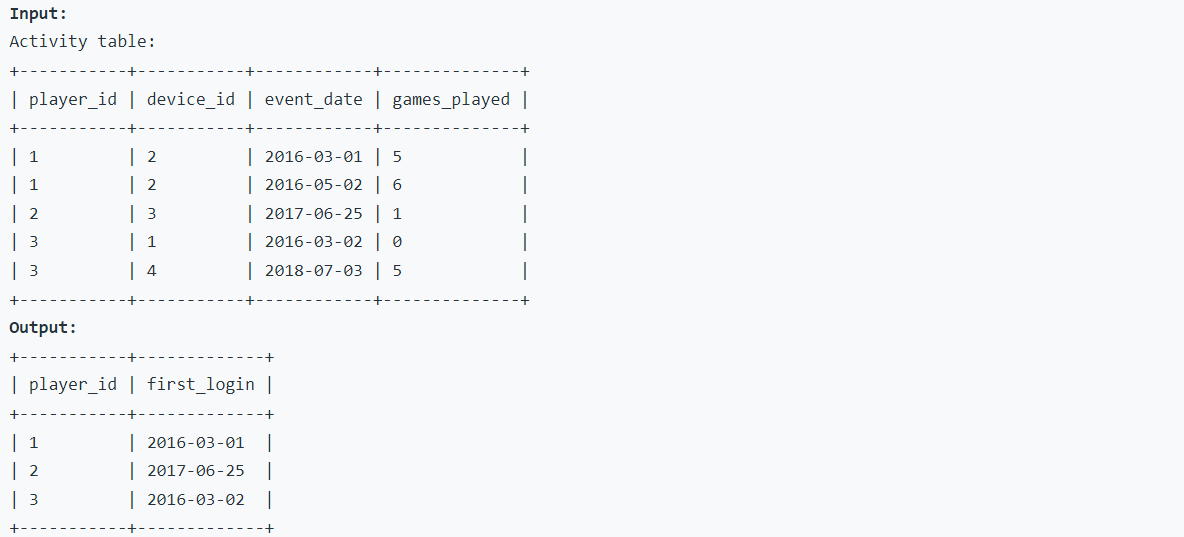 Input:
Activity table:
+-----------+-----------+------------+--------------+
| player_id | device_id | event_date | games_played |
+-----------+-----------+------------+--------------+
| 1         | 2         | 2016-03-01 | 5            |
| 1         | 2         | 2016-05-02 | 6            |
| 2         | 3         | 2017-06-25 | 1            |
| 3         | 1         | 2016-03-02 | 0            |
| 3         | 4         | 2018-07-03 | 5            |
+-----------+-----------+------------+--------------+
Output:
+-----------+-------------+
| player_id | first_login |
+-----------+-------------+
| 1         | 2016-03-01  |
| 2         | 2017-06-25  |
| 3         | 2016-03-02  |
+-----------+-------------+